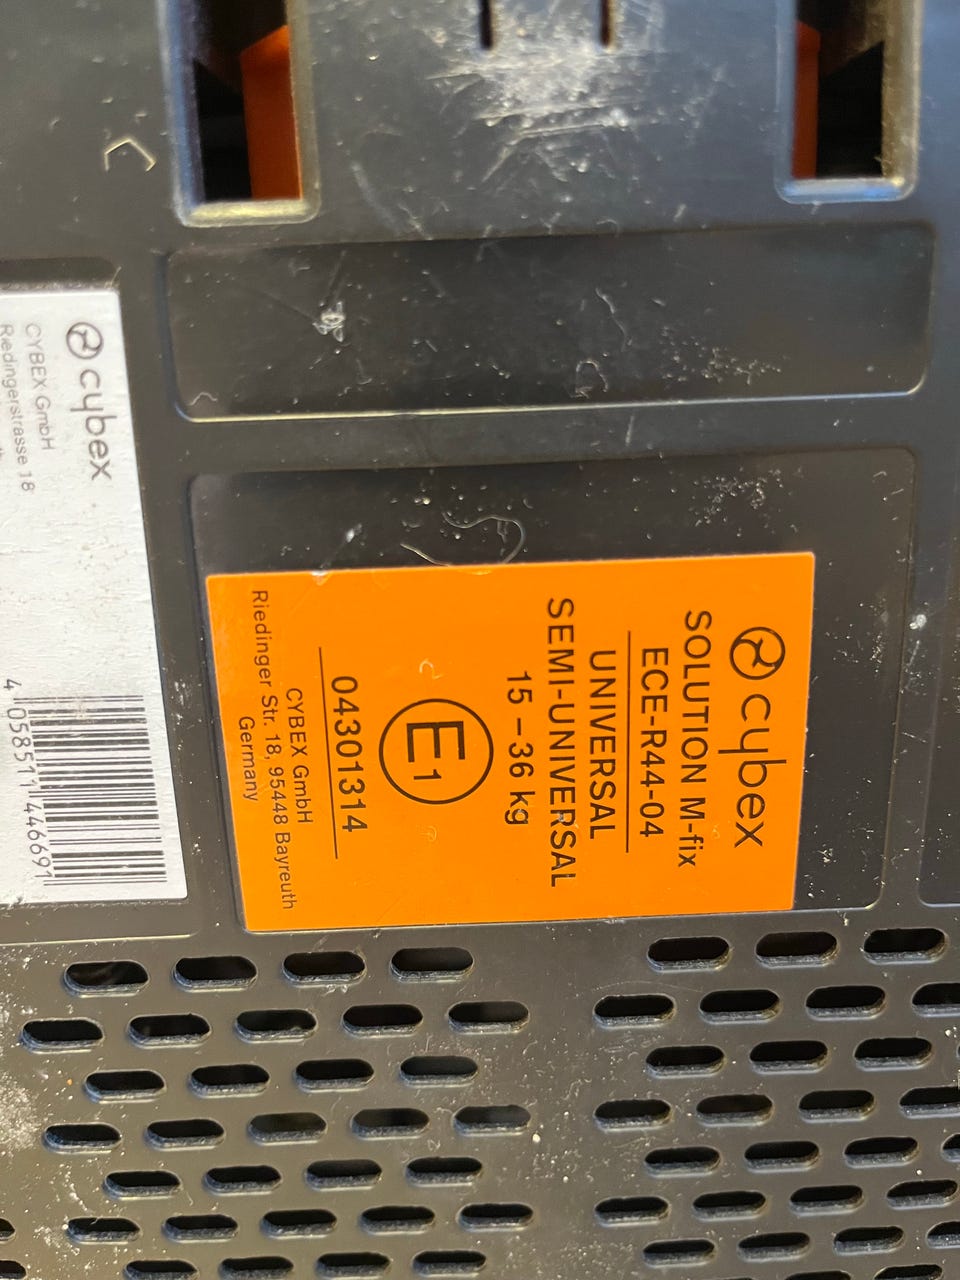 cybex
SOLUTION M-fix
ECE-R44-04
UNIVERSAL
SEMI-UNIVERSAL
15 – 36 kg
E1
04301314
CYBEX GmbH
Riedinger Str. 18, 95448 Bayreuth
Germany
cybex
CYBEX GmbH
Riedingerstrasse 18
4 058511 446691